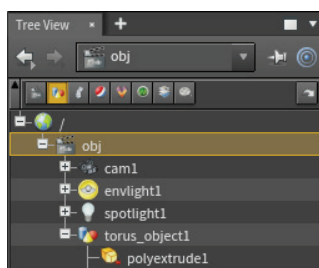 Tree View × +
obj
/
obj
cam1
envlight1
spotlight1
torus_object1
polyextrude1